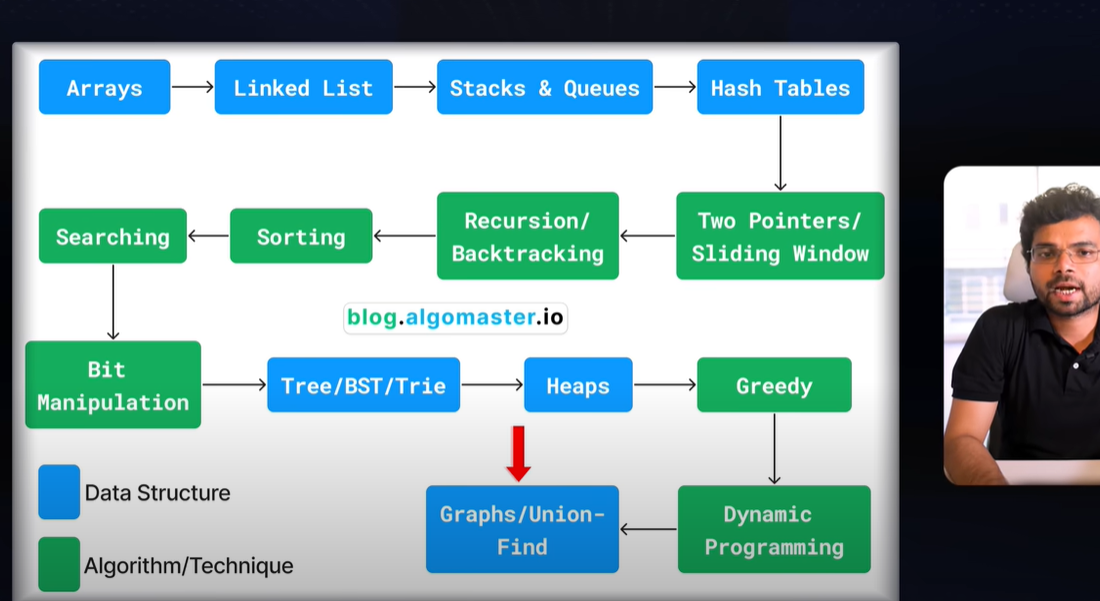 Arrays
Linked List
Stacks & Queues
Hash Tables
Two Pointers/
Sliding Window
Recursion/
Backtracking
Sorting
Searching
blog.algomaster.io
Bit
Manipulation
Tree/BST/Trie
Heaps
Greedy
Dynamic
Programming
Graphs/Union-
Find
Data Structure
Algorithm/Technique